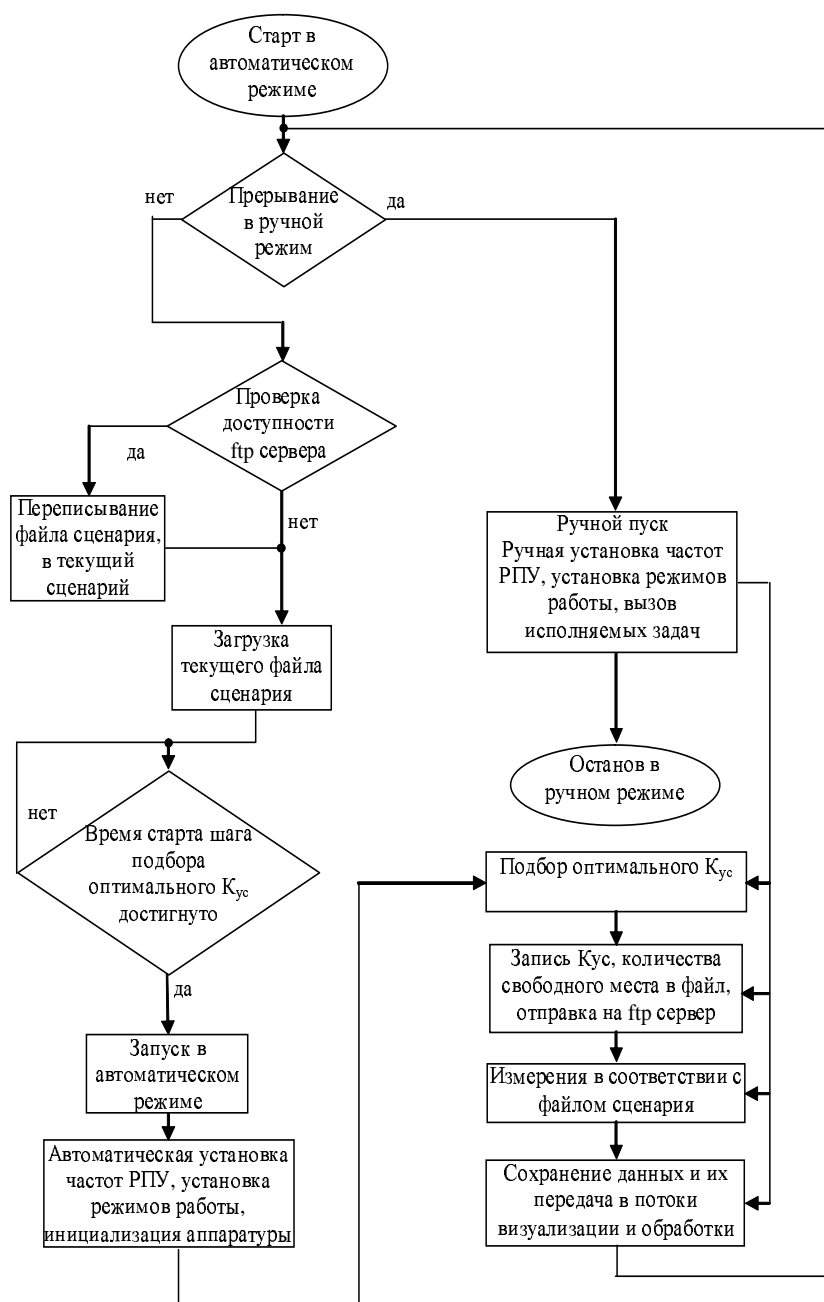 Старт в
автоматическом
режиме
нет
Прерывание
в ручной
режим
да
Проверка
доступности
ftp сервера
да
нет
Переписывание
файла сценария,
в текущий
сценарий
Загрузка
текущего файла
сценария
нет
Время старта шага
подбора
оптимального Кус
достигнуто
да
Запуск в
автоматическом
режиме
Автоматическая установка
частот РПУ, установка
режимов работы,
инициализация аппаратуры
Ручной пуск
Ручная установка частот
РПУ, установка режимов
работы, вызов
исполняемых задач
Останов в
ручном режиме
Подбор оптимального Кус
Запись Кус, количества
свободного места в файл,
отправка на ftp сервер
Измерения в соответствии с
файлом сценария
Сохранение данных и их
передача в потоки
визуализации и обработки